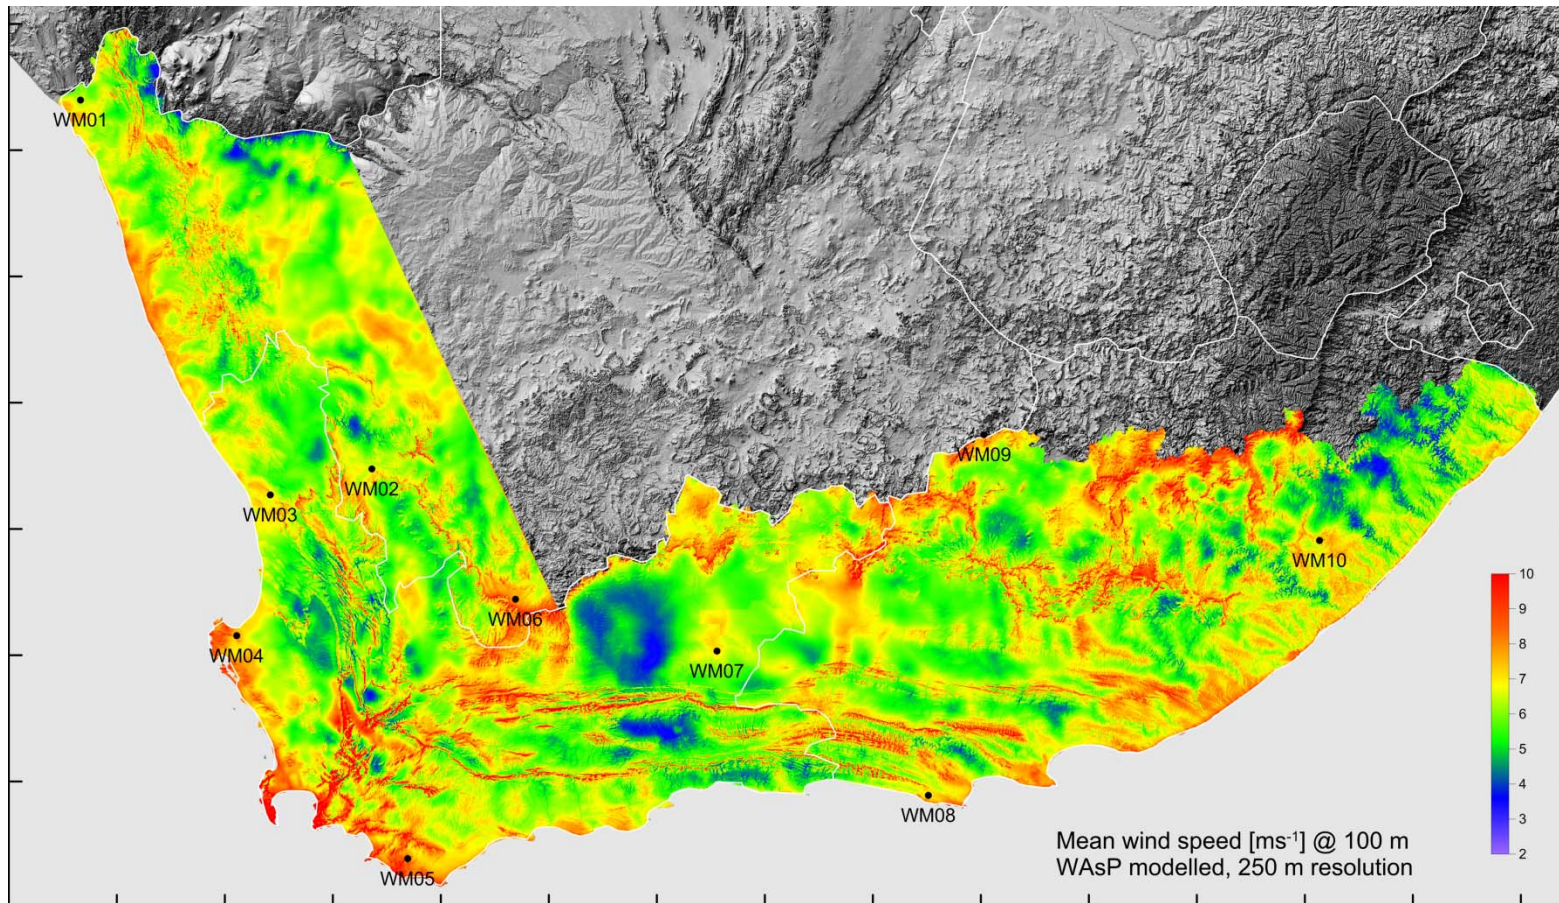 WM01
WM02
WM03
WM04
WM05
WM06
WM07
WM08
WM09
WM10
10
9
8
7
6
5
4
3
2
Mean wind speed [ms⁻¹] @ 100 m
WAsP modelled, 250 m resolution